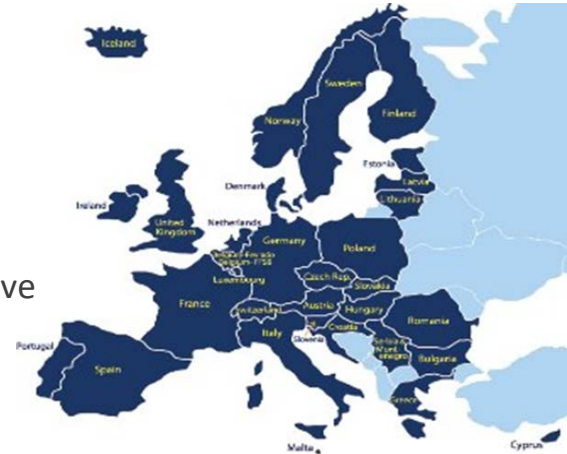 Iceland
Sweden
Finland
Norway
Estonia
Latvia
Lithuania
Denmark
Ireland
United
Kingdom
Netherlands
Germany
Poland
Luxembourg
Czech Rep.
Slovakia
ve
France
Switzerland
Austria
Hungary
Romania
Slovenia
Croatia
Italy
Portugal
Spain
Bulgaria
Greece
Malta
Cyprus